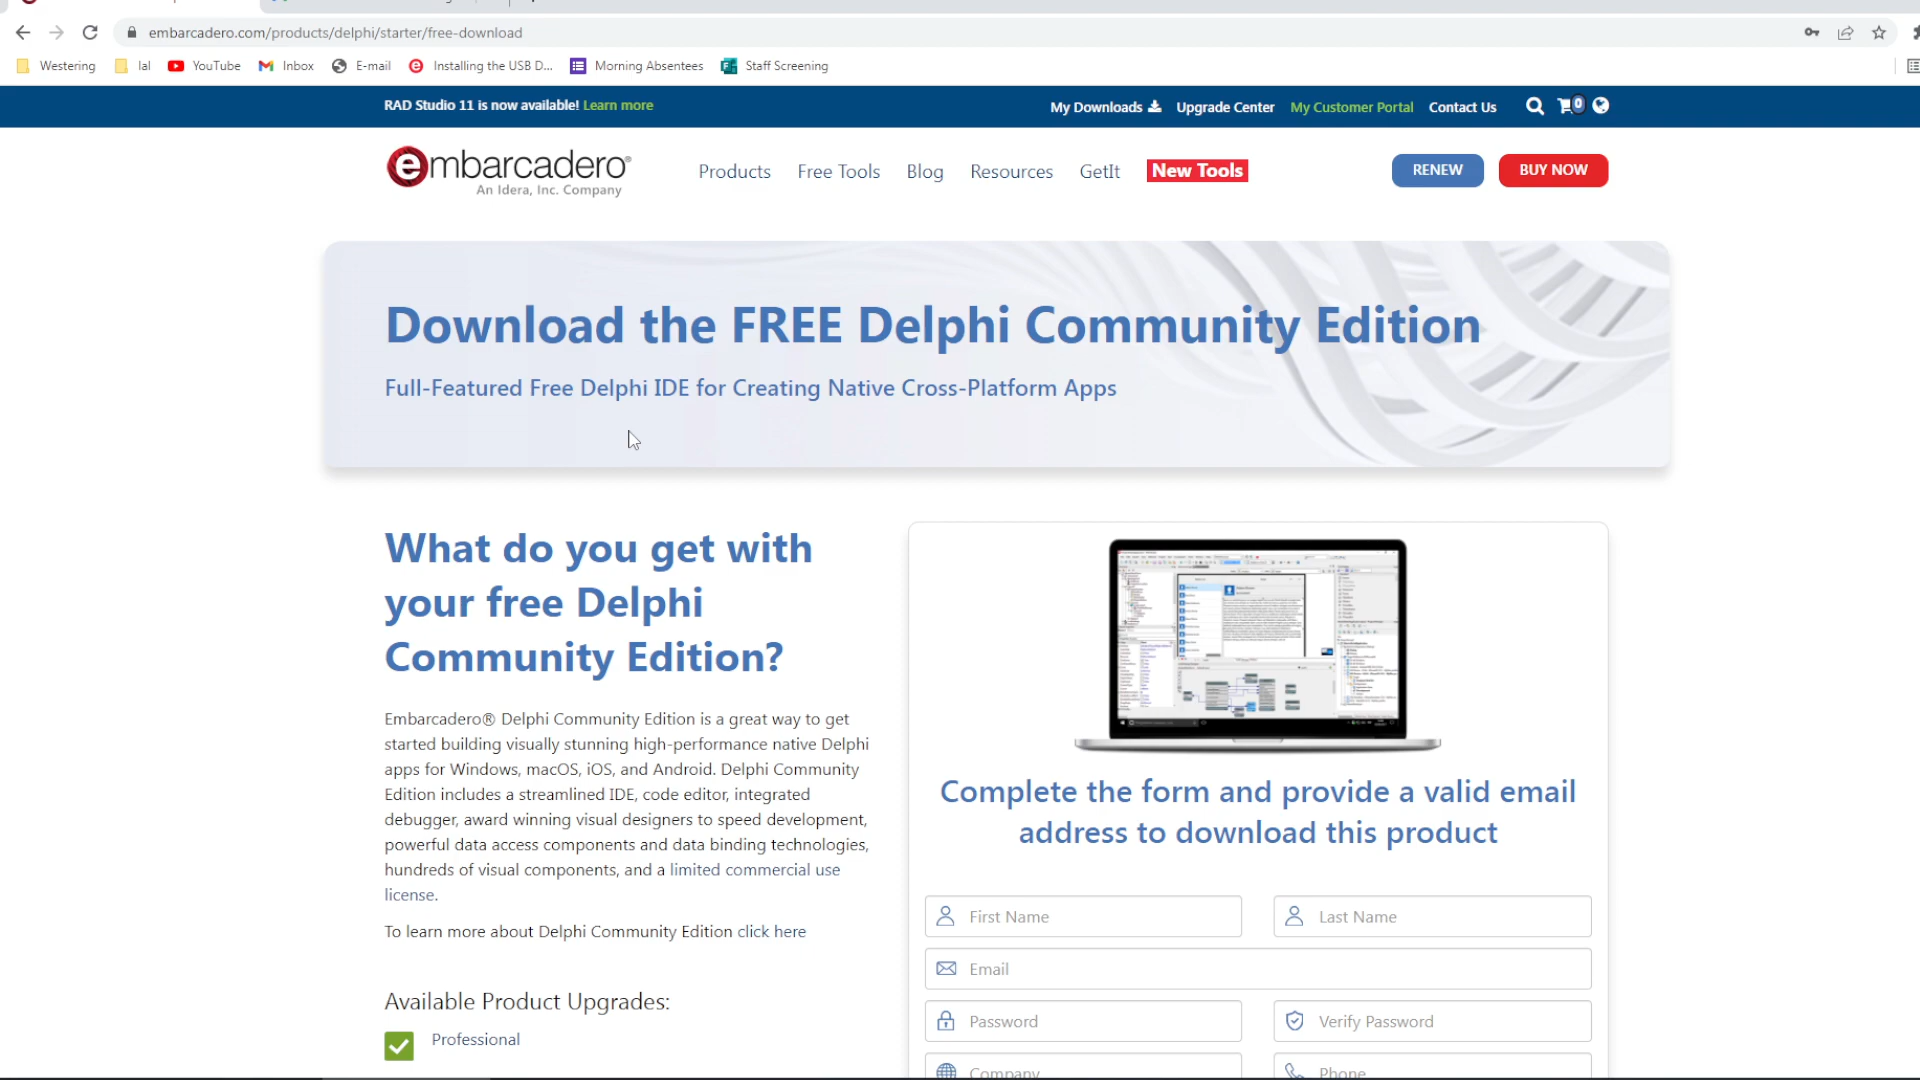 embarcadero.com/products/delphi/starter/free-download
Westering lal YouTube Inbox E-mail Installing the USB D... Morning Absentees Staff Screening
RAD Studio 11 is now available! Learn more
My Downloads Upgrade Center My Customer Portal Contact Us 0
embarcadero®
An Idera, Inc. Company
Products Free Tools Blog Resources GetIt New Tools
RENEW BUY NOW
Download the FREE Delphi Community Edition
Full-Featured Free Delphi IDE for Creating Native Cross-Platform Apps
What do you get with
your free Delphi
Community Edition?
Embarcadero® Delphi Community Edition is a great way to get
started building visually stunning high-performance native Delphi
apps for Windows, macOS, iOS, and Android. Delphi Community
Edition includes a streamlined IDE, code editor, integrated
debugger, award winning visual designers to speed development,
powerful data access components and data binding technologies,
hundreds of visual components, and a limited commercial use
license.
To learn more about Delphi Community Edition click here
Available Product Upgrades:
Professional
Complete the form and provide a valid email
address to download this product
First Name Last Name
Email
Password Verify Password
Company Phone